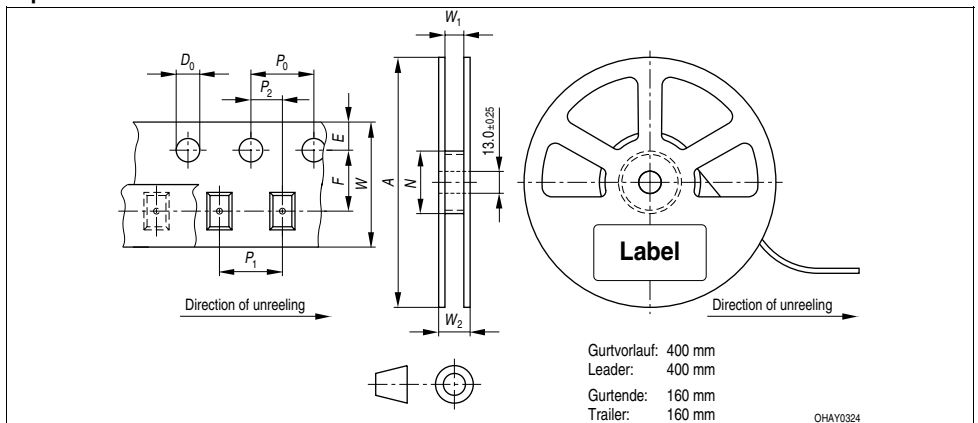 W₁
D₀
P₀
P₂
E
F
W
A
N
13.0±0.25
P₁
W₂
Label
Direction of unreeling
Direction of unreeling
Gurtvorlauf: 400 mm
Leader: 400 mm
Gurtende: 160 mm
Trailer: 160 mm
OHAY0324